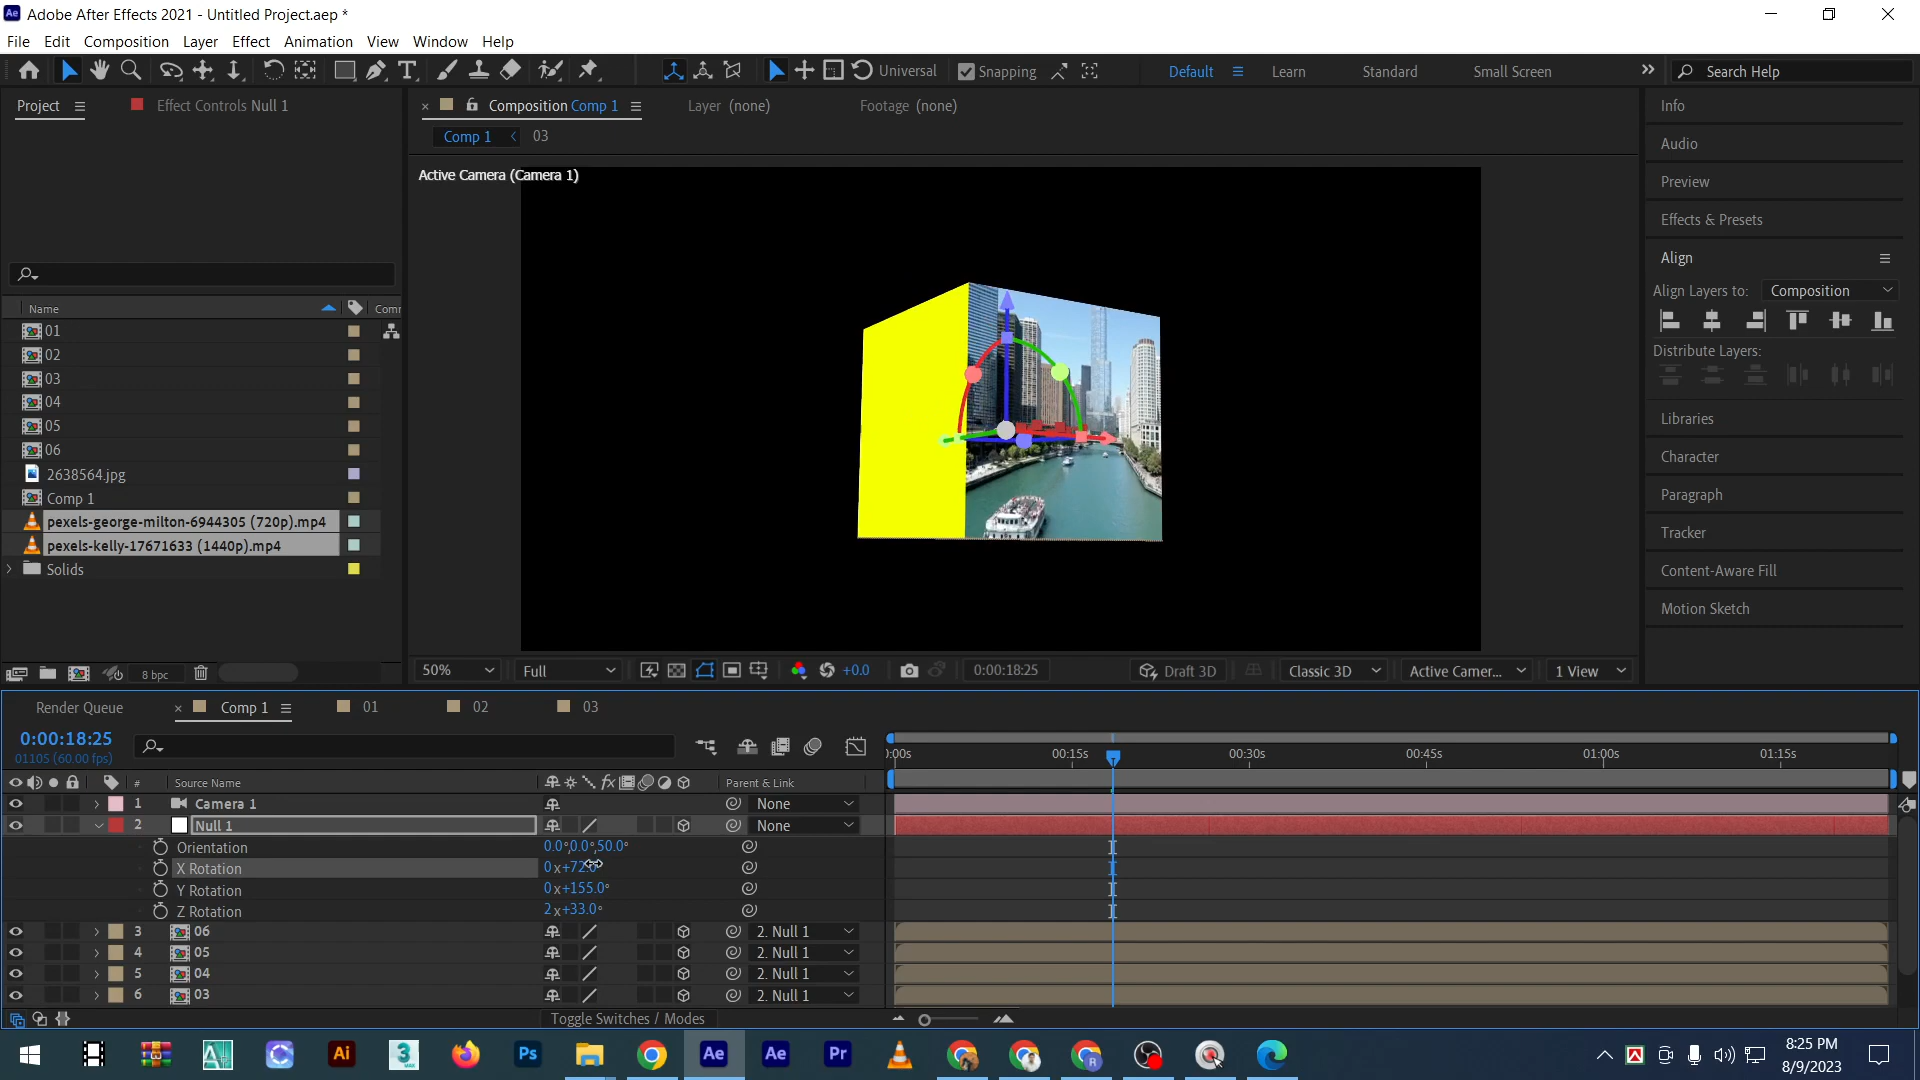 Adobe After Effects 2021 - Untitled Project.aep *
File Edit Composition Layer Effect Animation View Window Help
Universal Snapping Default Learn Standard Small Screen Search Help
Project Effect Controls Null 1
Composition Comp 1 Layer (none) Footage (none)
Comp 1 03
Active Camera (Camera 1)
Name Comr
01
02
03
04
05
06
2638564.jpg
Comp 1
pexels-george-milton-6944305 (720p).mp4
pexels-kelly-17671633 (1440p).mp4
Solids
8 bpc
50% Full +0.0 0:00:18:25 Draft 3D Classic 3D Active Camer... 1 View
Info
Audio
Preview
Effects & Presets
Align
Align Layers to: Composition
Distribute Layers:
Libraries
Character
Paragraph
Tracker
Content-Aware Fill
Motion Sketch
Render Queue Comp 1 01 02 03
0:00:18:25
01105 (60.00 fps)
):00s 00:15s 00:30s 00:45s 01:00s 01:15s
# Source Name Parent & Link
1 Camera 1 None
2 Null 1 None
Orientation 0.0°,0.0°,50.0°
X Rotation 0x+72.0°
Y Rotation 0x+155.0°
Z Rotation 2x+33.0°
3 06 2. Null 1
4 05 2. Null 1
5 04 2. Null 1
6 03 2. Null 1
Toggle Switches / Modes
8:25 PM
8/9/2023